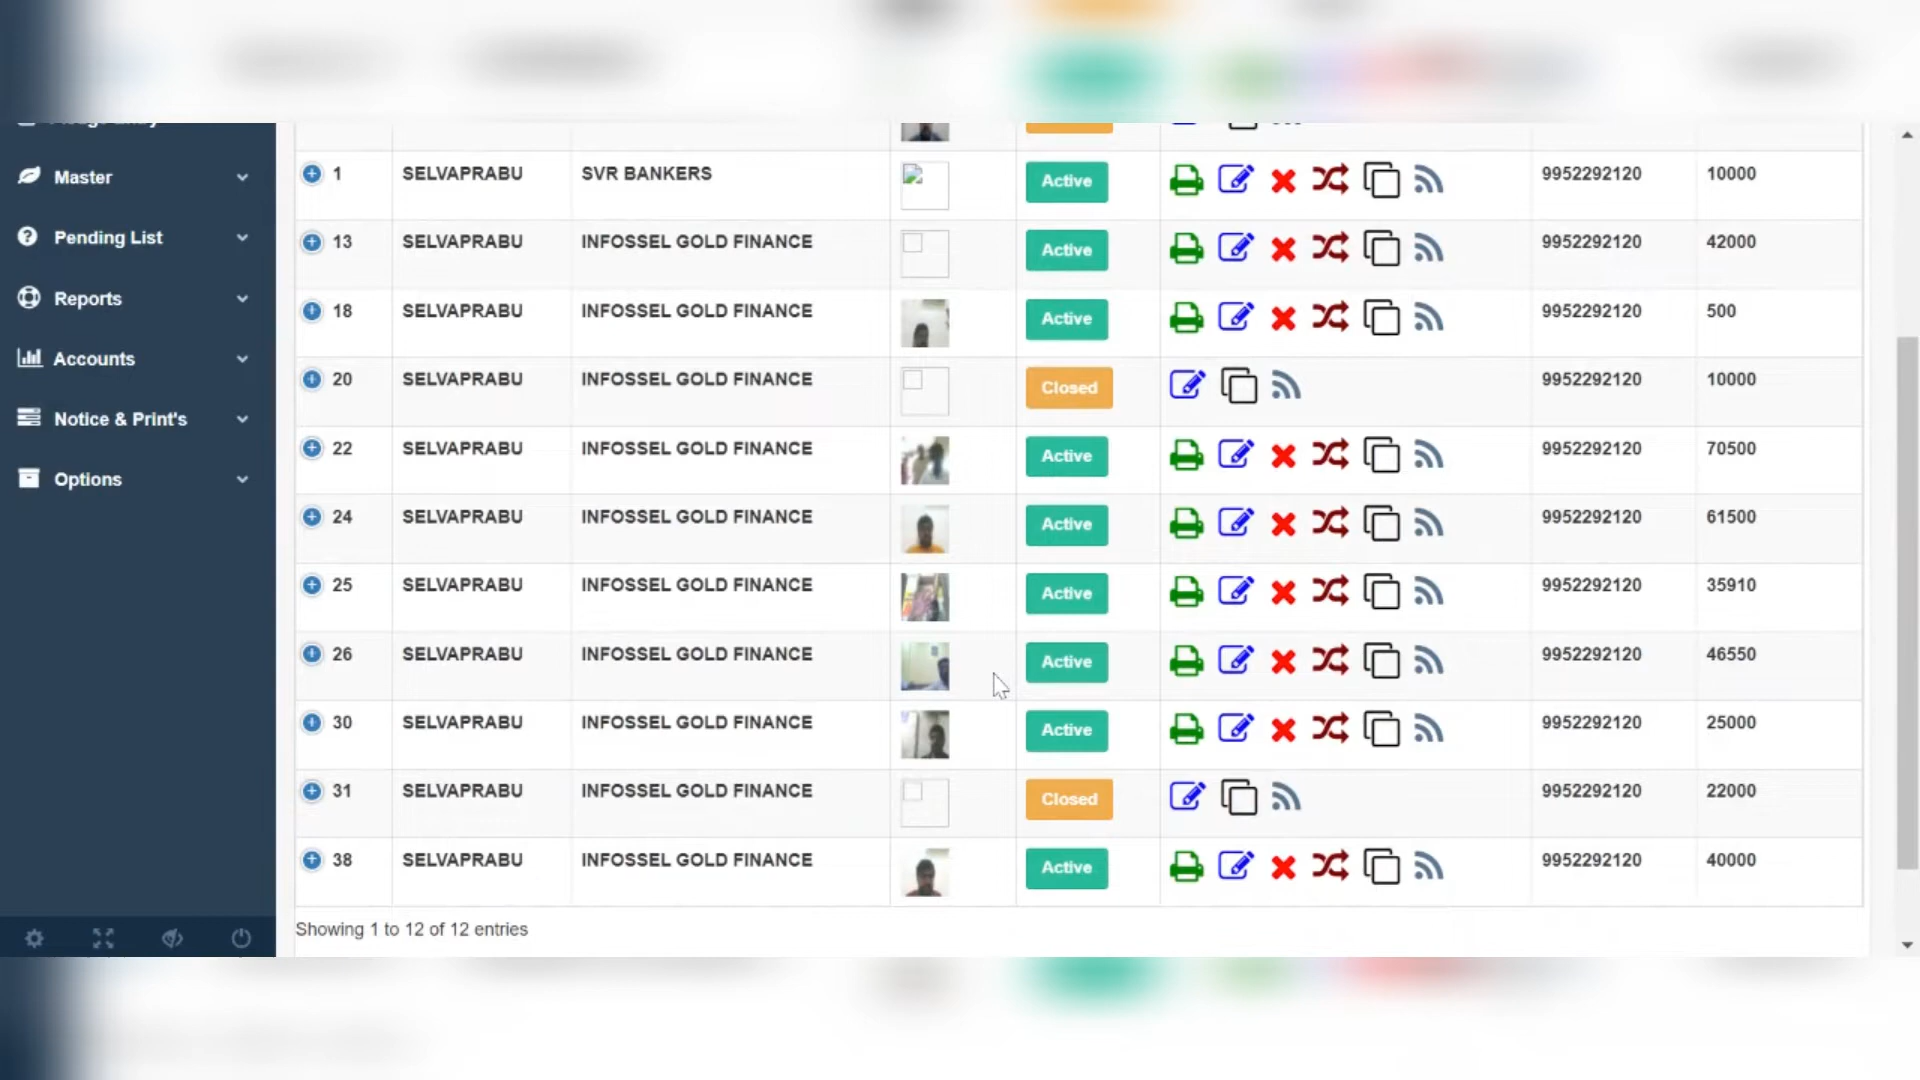 Master
Pending List
Reports
Accounts
Notice & Print's
Options
1 SELVAPRABU SVR BANKERS Active 9952292120 10000
13 SELVAPRABU INFOSSEL GOLD FINANCE Active 9952292120 42000
18 SELVAPRABU INFOSSEL GOLD FINANCE Active 9952292120 500
20 SELVAPRABU INFOSSEL GOLD FINANCE Closed 9952292120 10000
22 SELVAPRABU INFOSSEL GOLD FINANCE Active 9952292120 70500
24 SELVAPRABU INFOSSEL GOLD FINANCE Active 9952292120 61500
25 SELVAPRABU INFOSSEL GOLD FINANCE Active 9952292120 35910
26 SELVAPRABU INFOSSEL GOLD FINANCE Active 9952292120 46550
30 SELVAPRABU INFOSSEL GOLD FINANCE Active 9952292120 25000
31 SELVAPRABU INFOSSEL GOLD FINANCE Closed 9952292120 22000
38 SELVAPRABU INFOSSEL GOLD FINANCE Active 9952292120 40000
Showing 1 to 12 of 12 entries